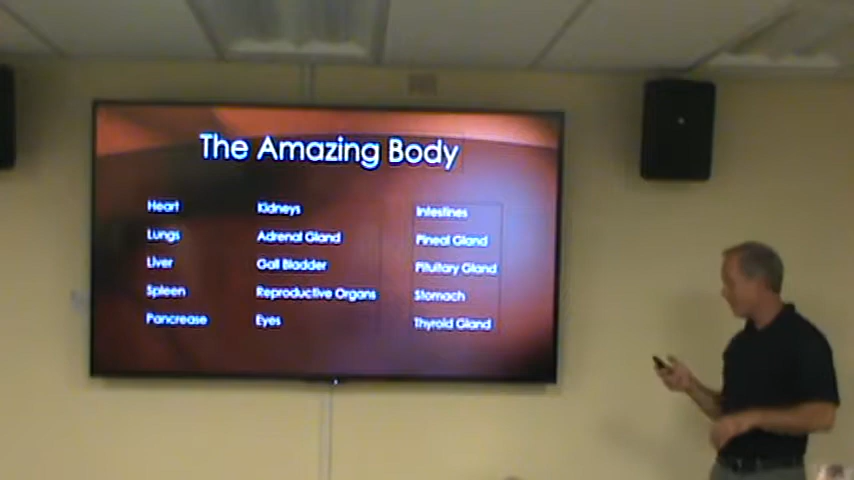 The Amazing Body
Heart
Lungs
Liver
Spleen
Pancrease
Kidneys
Adrenal Gland
Gall Bladder
Reproductive Organs
Eyes
Intestines
Pineal Gland
Pituitary Gland
Stomach
Thyroid Gland